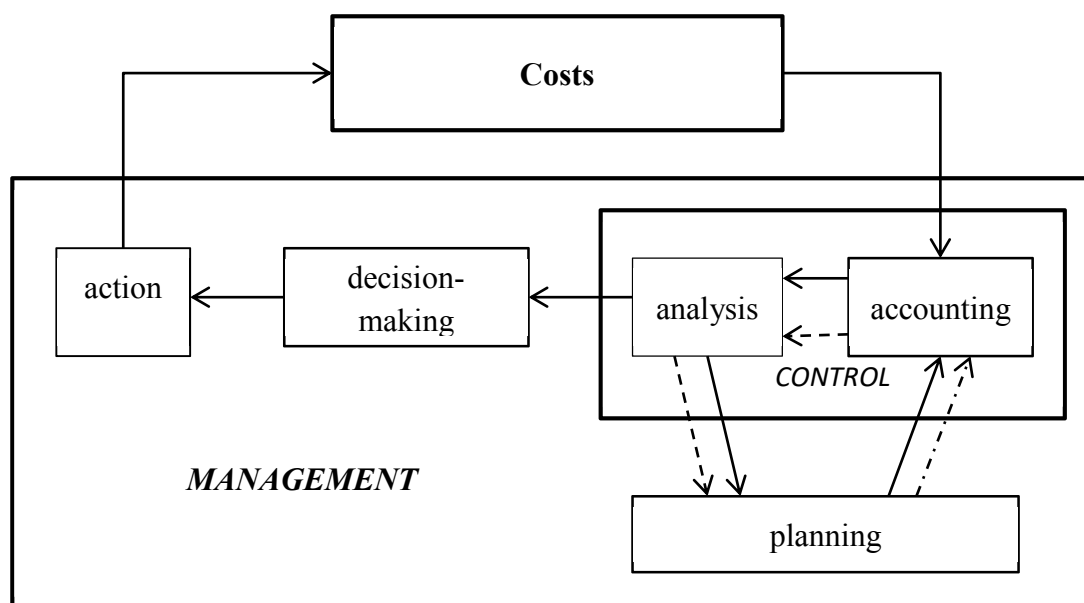 Costs
action
decision-
making
analysis
accounting
CONTROL
MANAGEMENT
planning